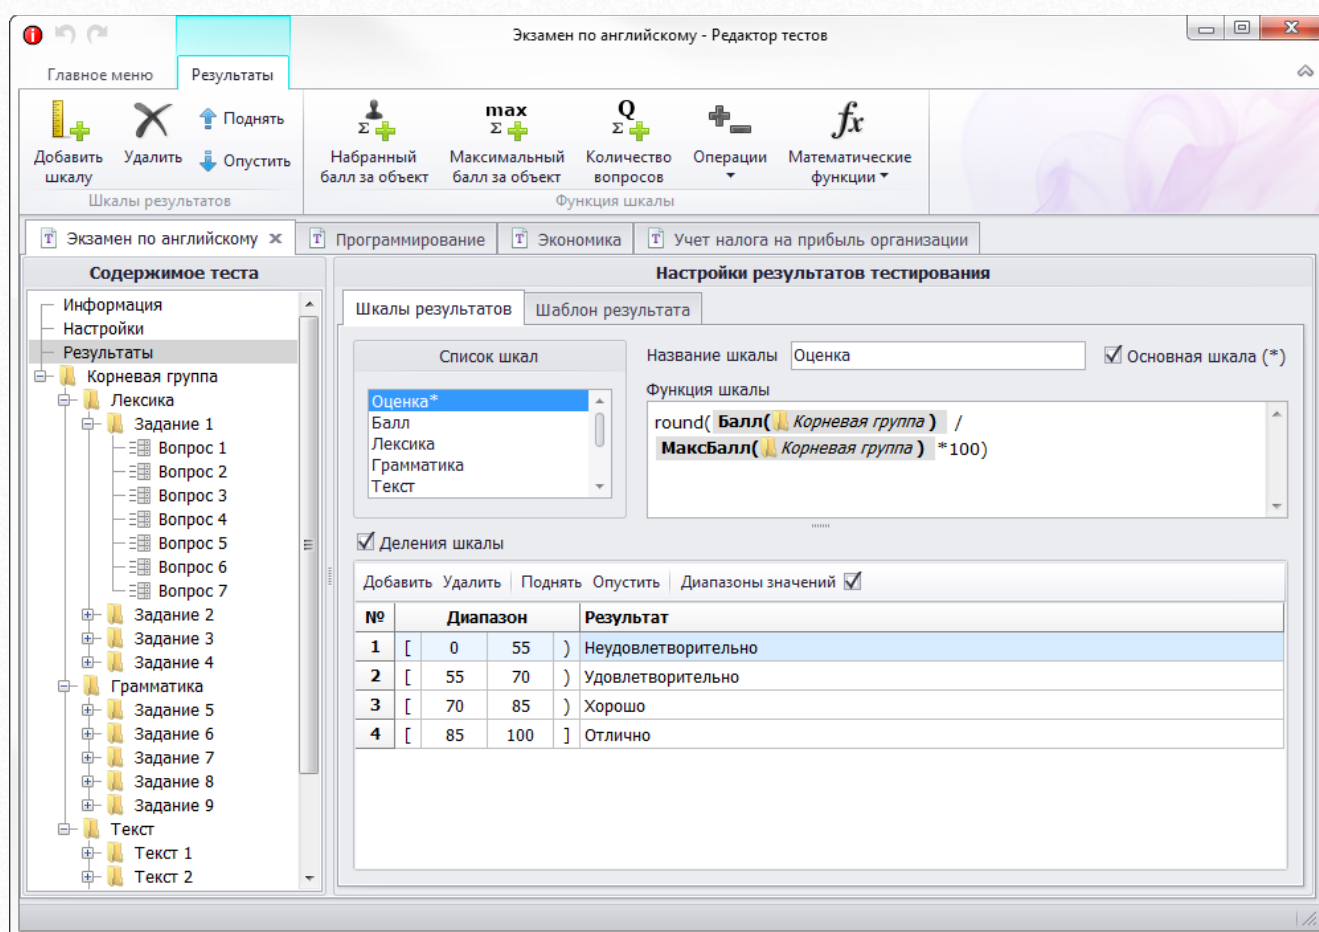 Экзамен по английскому - Редактор тестов
Главное меню Результаты
Добавить шкалу Удалить Поднять Опустить
Шкалы результатов
Σ Набранный балл за объект max Σ Максимальный балл за объект Q Σ Количество вопросов Операции fx Математические функции
Функция шкалы
T Экзамен по английскому T Программирование T Экономика T Учет налога на прибыль организации
Содержимое теста
Информация
Настройки
Результаты
Корневая группа
Лексика
Задание 1
Вопрос 1
Вопрос 2
Вопрос 3
Вопрос 4
Вопрос 5
Вопрос 6
Вопрос 7
Задание 2
Задание 3
Задание 4
Грамматика
Задание 5
Задание 6
Задание 7
Задание 8
Задание 9
Текст
Текст 1
Текст 2
Настройки результатов тестирования
Шкалы результатов Шаблон результата
Список шкал
Оценка*
Балл
Лексика
Грамматика
Текст
Название шкалы Оценка Основная шкала (*)
Функция шкалы
round( Балл( Корневая группа ) /
МаксБалл( Корневая группа ) *100)
Деления шкалы
Добавить Удалить Поднять Опустить Диапазоны значений
№ Диапазон Результат
1 [ 0 55 ) Неудовлетворительно
2 [ 55 70 ) Удовлетворительно
3 [ 70 85 ) Хорошо
4 [ 85 100 ] Отлично